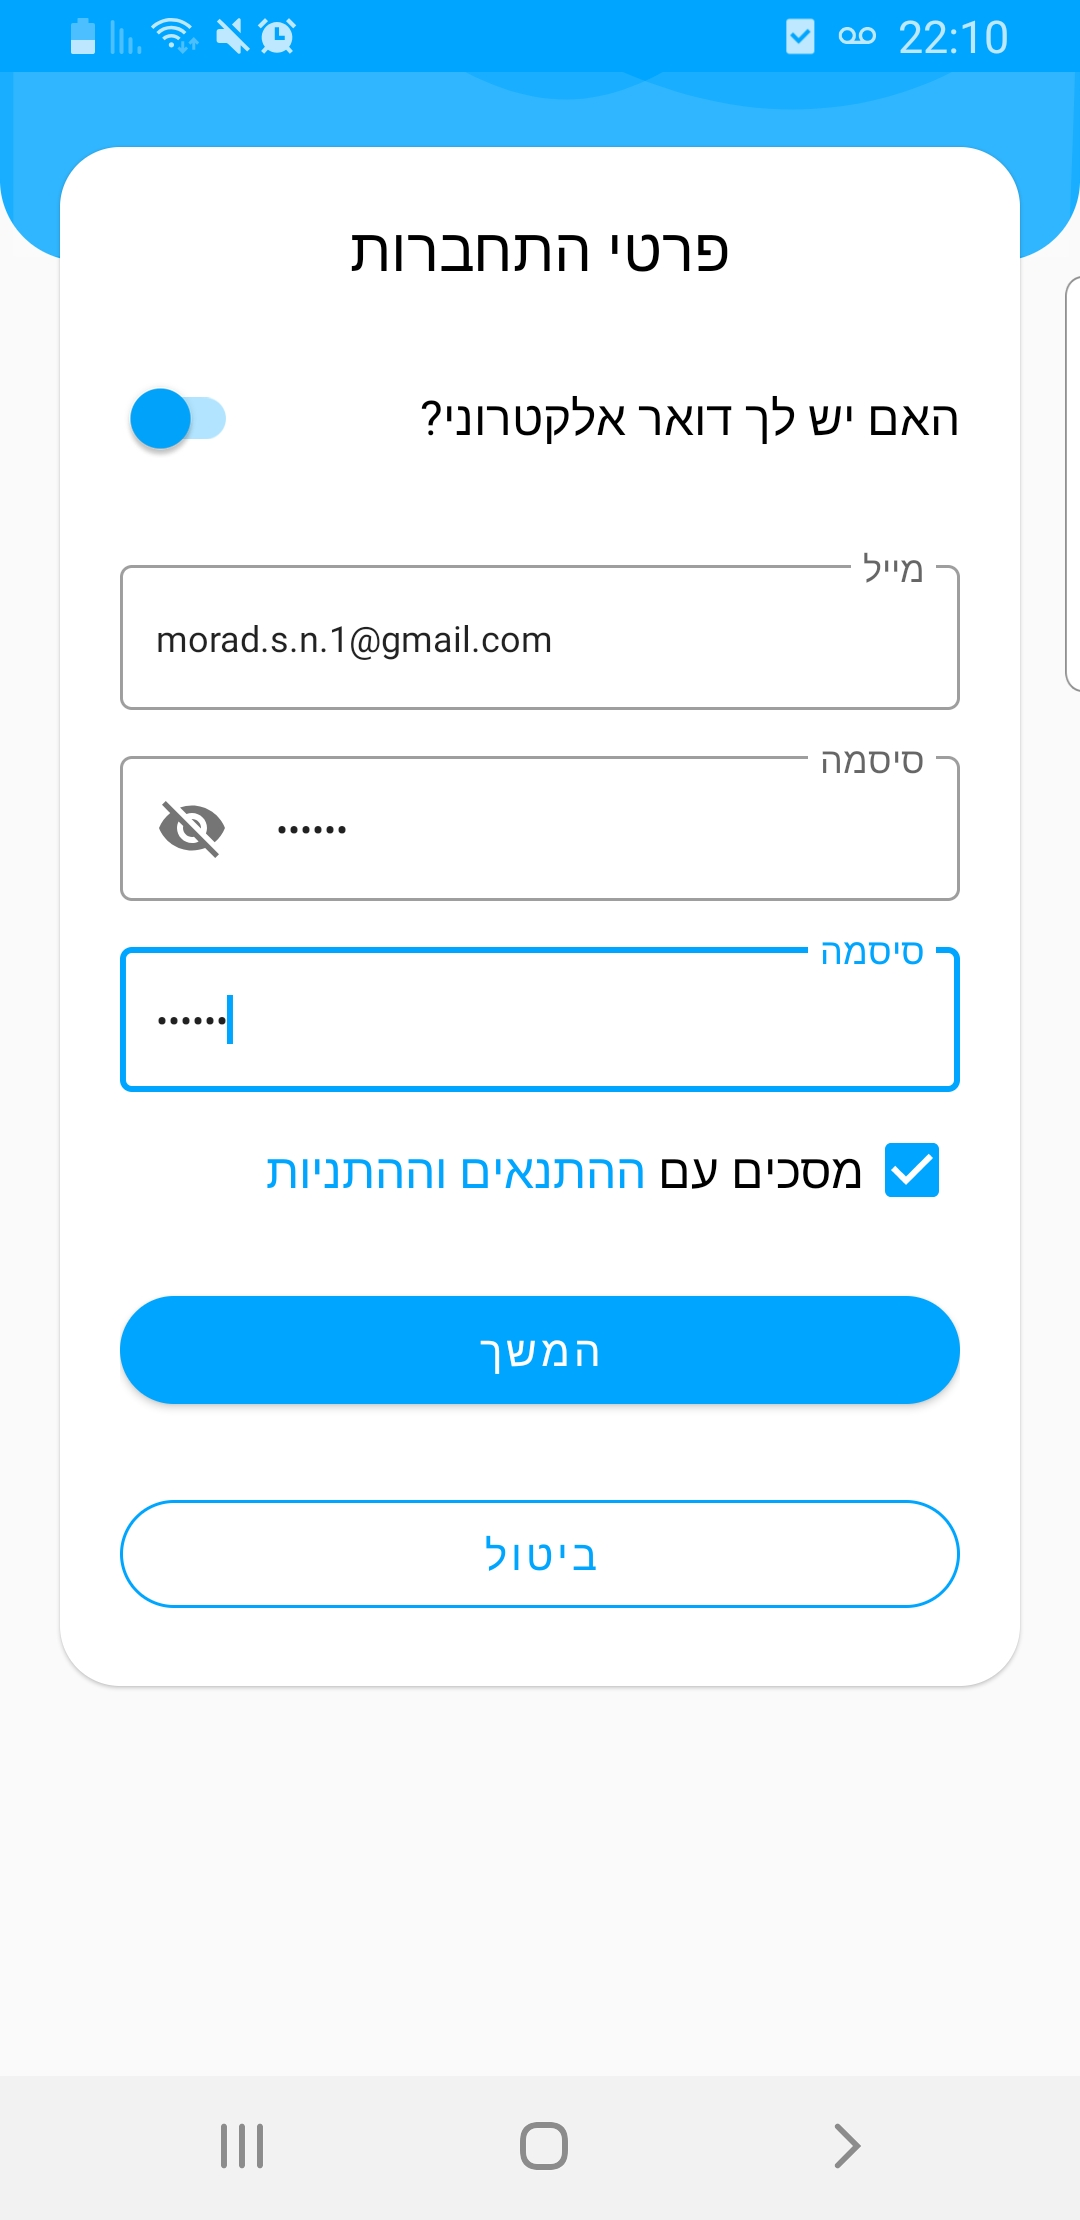 22:10
פרטי התחברות
האם יש לך דואר אלקטרוני?
מייל
morad.s.n.1@gmail.com
סיסמה
••••••
סיסמה
••••••
מסכים עם ההתנאים וההתניות
המשך
ביטול